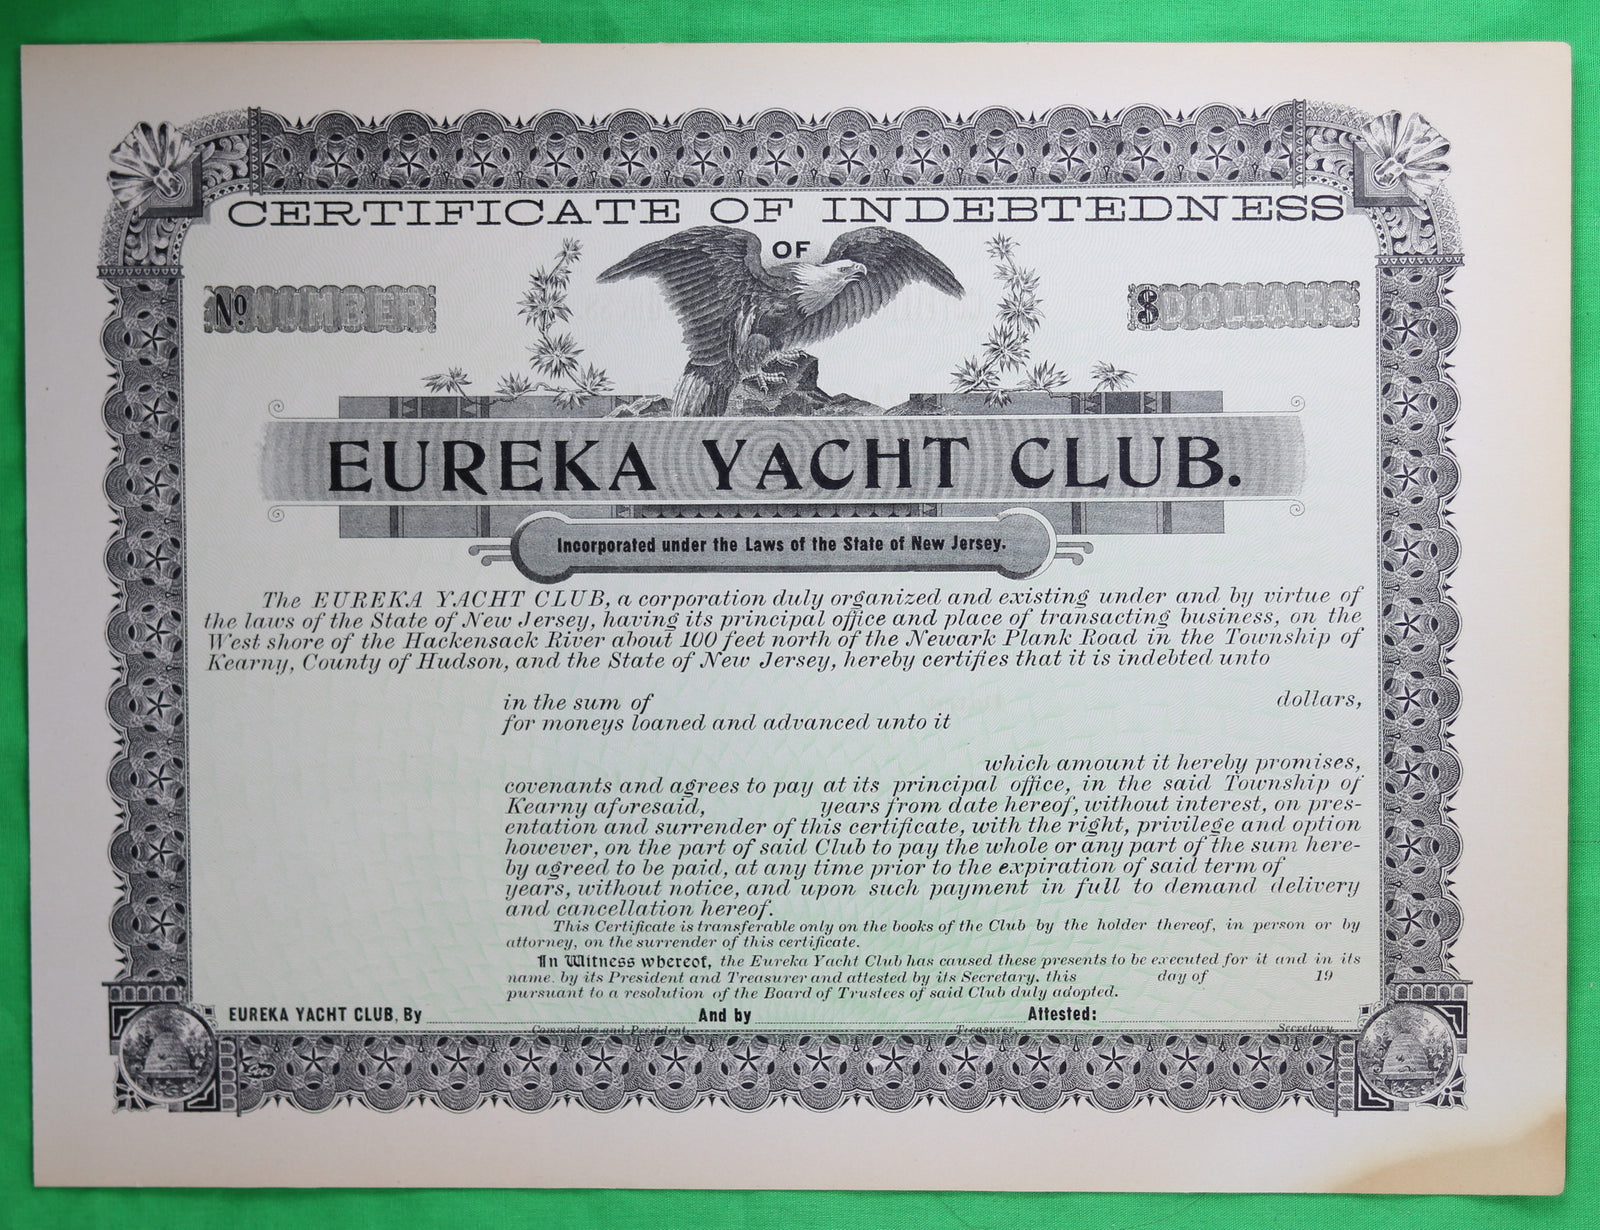 CERTIFICATE OF INDEBTEDNESS
OF
No. NUMBER
$ DOLLARS
EUREKA YACHT CLUB.
Incorporated under the Laws of the State of New Jersey.
The EUREKA YACHT CLUB, a corporation duly organized and existing under and by virtue of
the laws of the State of New Jersey, having its principal office and place of transacting business, on the
West shore of the Hackensack River about 100 feet north of the Newark Plank Road in the Township of
Kearny, County of Hudson, and the State of New Jersey, hereby certifies that it is indebted unto
in the sum of dollars,
for moneys loaned and advanced unto it
which amount it hereby promises,
covenants and agrees to pay at its principal office, in the said Township of
Kearny aforesaid, years from date hereof, without interest, on pres-
entation and surrender of this certificate, with the right, privilege and option
however, on the part of said Club to pay the whole or any part of the sum here-
by agreed to be paid, at any time prior to the expiration of said term of
years, without notice, and upon such payment in full to demand delivery
and cancellation hereof.
This Certificate is transferable only on the books of the Club by the holder thereof, in person or by
attorney, on the surrender of this certificate.
In Witness whereof, the Eureka Yacht Club has caused these presents to be executed for it and in its
name, by its President and Treasurer and attested by its Secretary, this day of 19
pursuant to a resolution of the Board of Trustees of said Club duly adopted.
EUREKA YACHT CLUB, By And by Attested:
Commodore and President. Treasurer. Secretary.